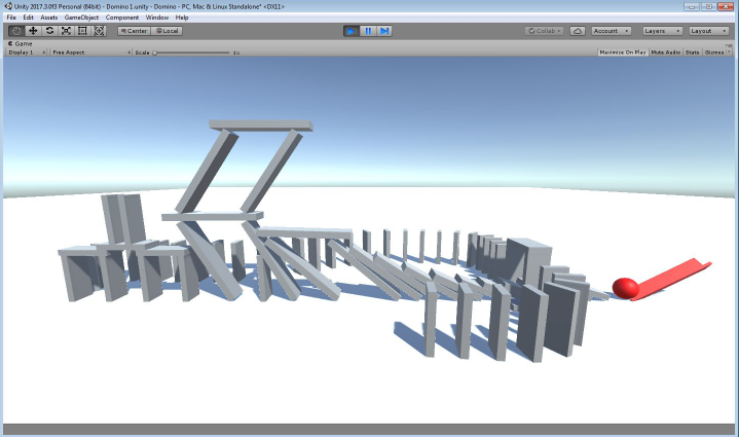 Unity 2017.3.0f3 Personal (64bit) - Domino 1.unity - Domino - PC, Mac & Linux Standalone* <DX11>
File Edit Assets GameObject Component Window Help
Center Local Collab Account Layers Layout
Game
Display 1 Free Aspect Scale 1x Maximize On Play Mute Audio Stats Gizmos